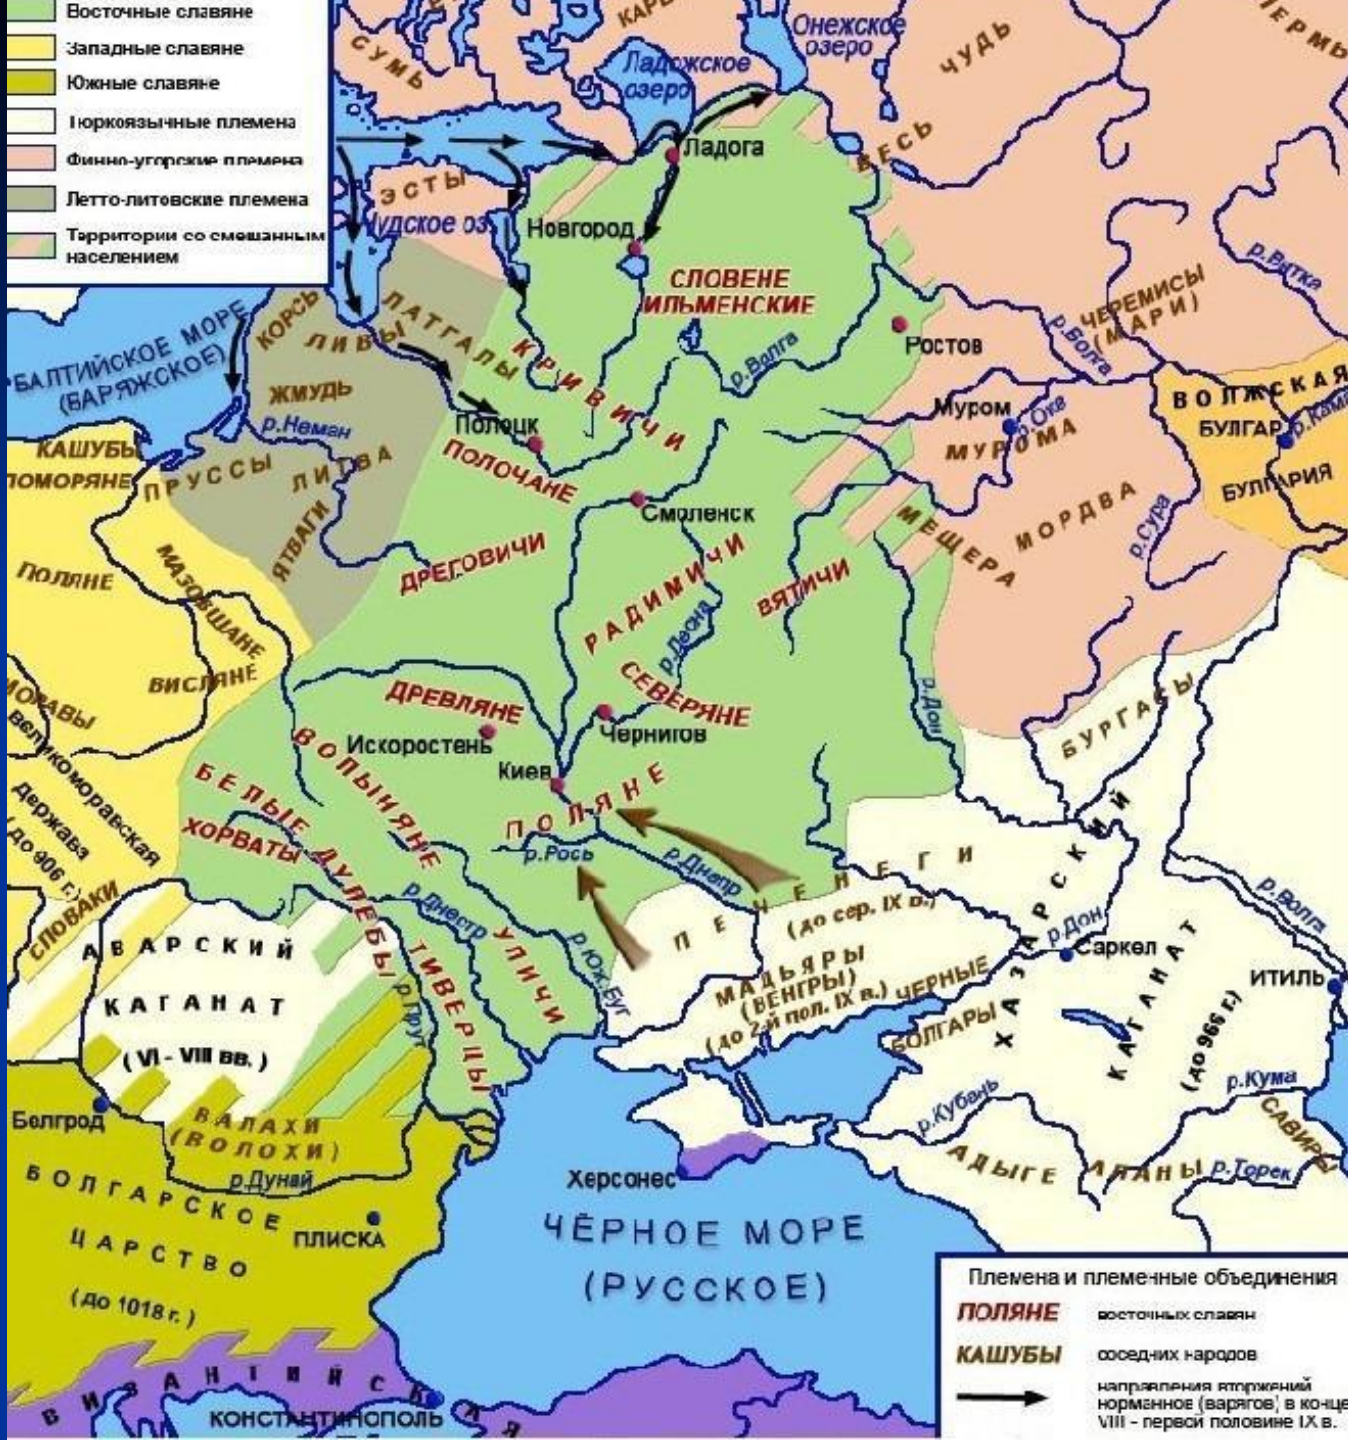 Восточные славяне
Западные славяне
Южные славяне
Тюркоязычные племена
Финно-угорские племена
Летто-литовские племена
Территории со смешанным
населением
СУМЬ
Ладожское
озеро
Онежское
озеро
ЧУДЬ
ВЕСЬ
Ладога
ЭСТЫ
Чудское оз.
Новгород
СЛОВЕНЕ
ИЛЬМЕНСКИЕ
р.Вятка
ЧЕРЕМИСЫ
(МАРИ)
р.Волга
БАЛТИЙСКОЕ МОРЕ
(ВАРЯЖСКОЕ)
КОРСЬ
ЛИВЫ
ЛАТГАЛЫ
КРИВИЧИ
р.Волга
Ростов
ЖМУДЬ
р.Неман
Полоцк
Муром
р.Ока
МУРОМА
ВОЛЖСКАЯ
БУЛГАР
БУЛГАРИЯ
КАШУБЫ
ПОМОРЯНЕ
ПРУССЫ
ЛИТВА
ПОЛОЧАНЕ
Смоленск
МЕЩЕРА
МОРДВА
р.Сура
ЯТВЯГИ
ДРЕГОВИЧИ
РАДИМИЧИ
ВЯТИЧИ
ПОЛЯНЕ
МАЗОВШАНЕ
ВИСЛЯНЕ
р.Десна
СЕВЕРЯНЕ
р.Дон
БУРТАСЫ
МОРАВЫ
Великоморавская
держава
(до 906 г.)
ДРЕВЛЯНЕ
Искоростень
Чернигов
Киев
ПОЛЯНЕ
ВОЛЫНЯНЕ
БЕЛЫЕ
ХОРВАТЫ
ДУЛЕБЫ
р.Рось
р.Днепр
ПЕЧЕНЕГИ
(до сер. IX в.)
СЛОВАКИ
АВАРСКИЙ
КАГАНАТ
(VI - VIII вв.)
р.Днестр
УЛИЧИ
ТИВЕРЦЫ
р.Прут
р.Юж.Буг
МАДЬЯРЫ
(ВЕНГРЫ)
(до 2-й пол. IX в.)
ЧЕРНЫЕ
БОЛГАРЫ
ХАЗАРСКИЙ
КАГАНАТ
(до 966 г.)
р.Дон
Саркел
р.Волга
ИТИЛЬ
р.Кубань
р.Кума
САВИРЫ
АДЫГЕ
АЛАНЫ
р.Терек
Белград
ВАЛАХИ
(ВОЛОХИ)
р.Дунай
БОЛГАРСКОЕ
ЦАРСТВО
(до 1018 г.)
ПЛИСКА
Херсонес
ЧЁРНОЕ МОРЕ
(РУССКОЕ)
КОНСТАНТИНОПОЛЬ
Племена и племенные объединения
ПОЛЯНЕ восточных славян
КАШУБЫ соседних народов
направления вторжений
норманнов (варягов) в конце
VIII - первой половине IX в.